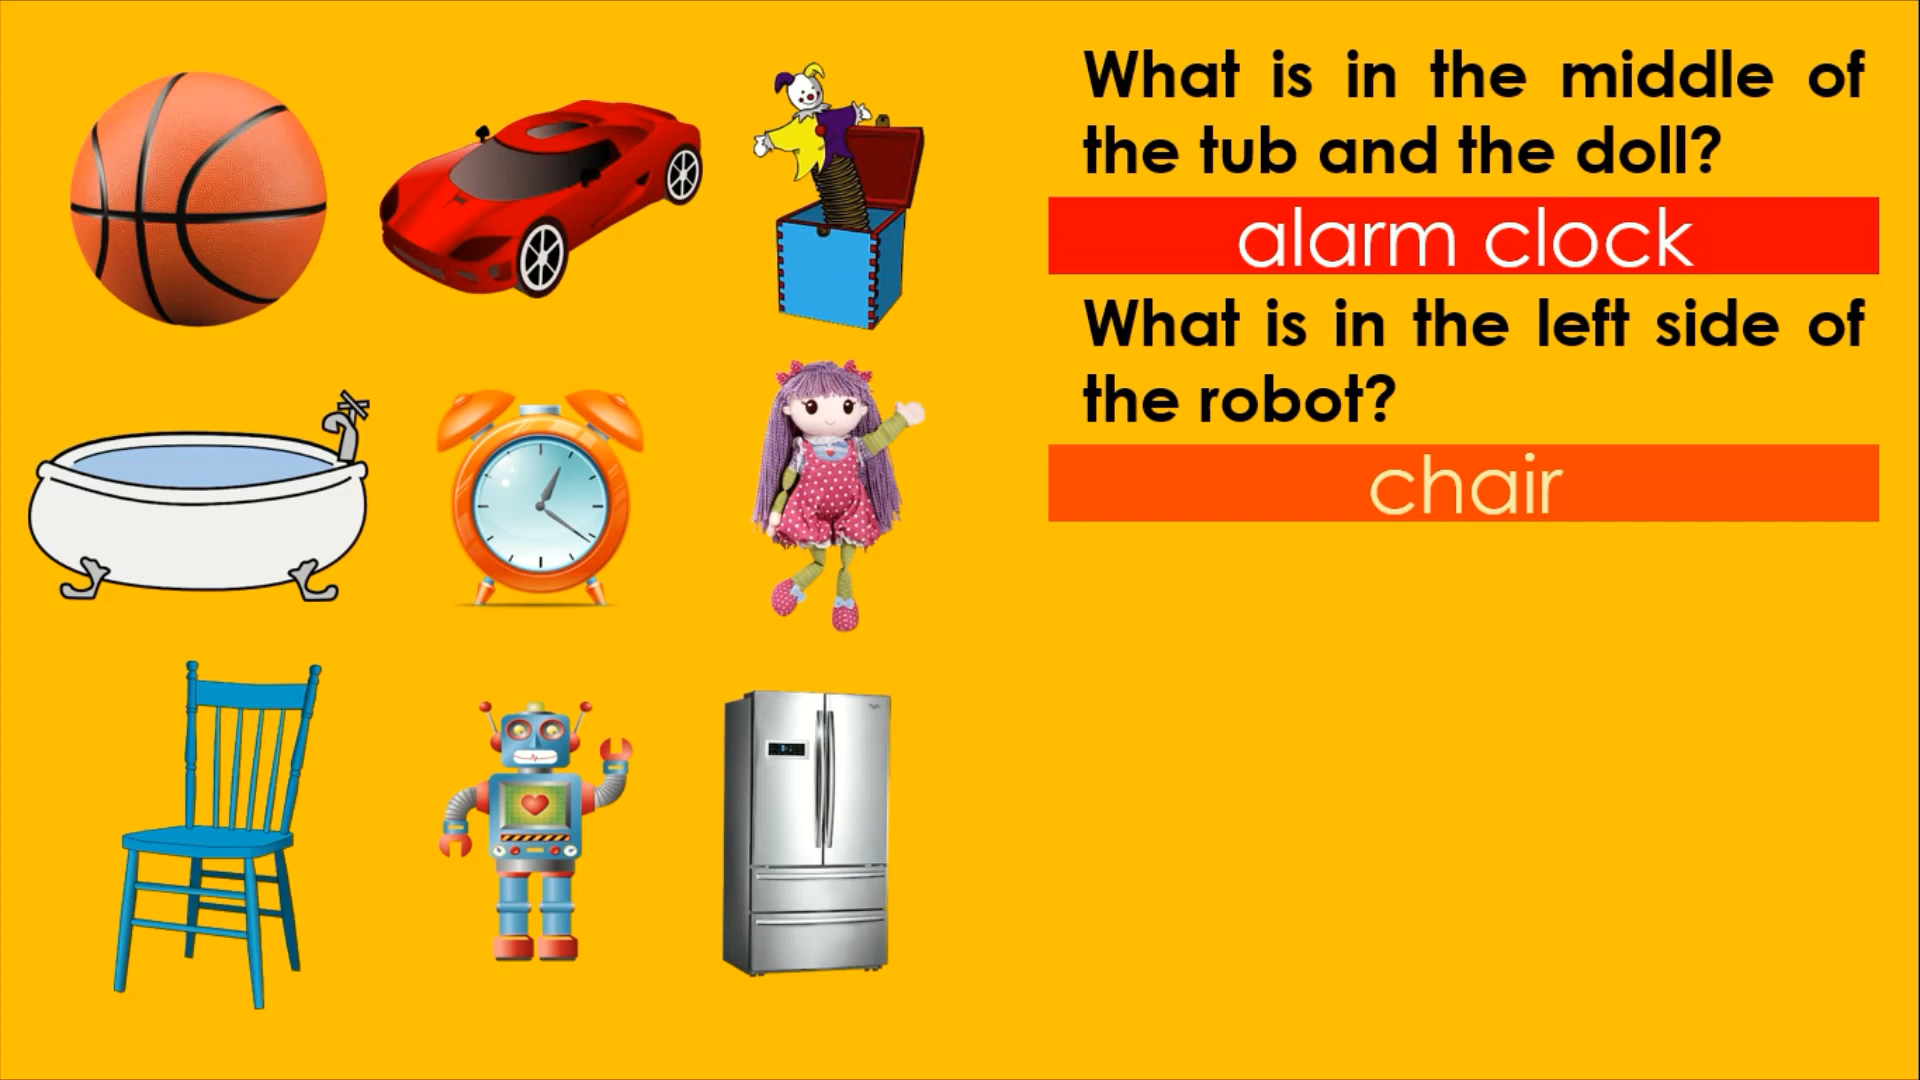 What is in the middle of
the tub and the doll?
alarm clock
What is in the left side of
the robot?
chair